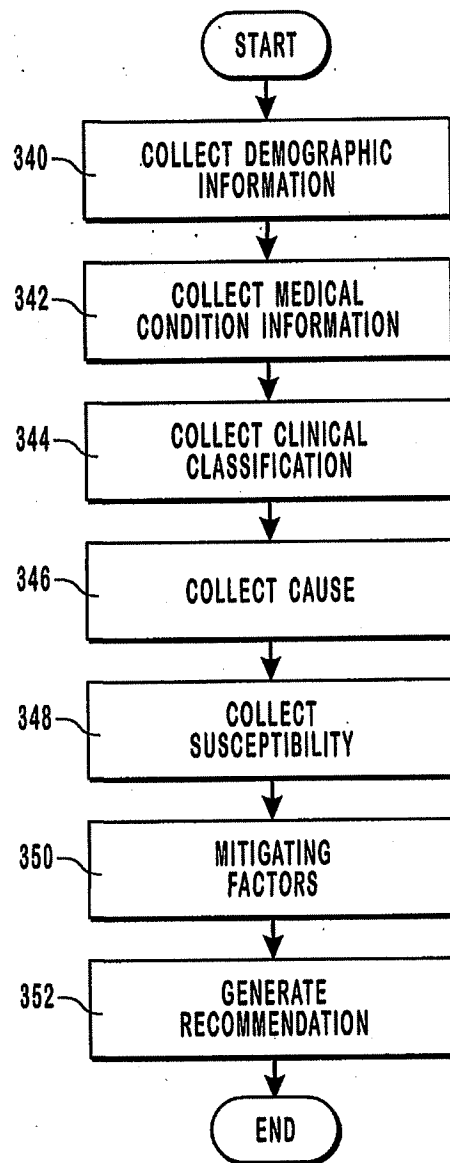 START
340
COLLECT DEMOGRAPHIC
INFORMATION
342
COLLECT MEDICAL
CONDITION INFORMATION
344
COLLECT CLINICAL
CLASSIFICATION
346
COLLECT CAUSE
348
COLLECT
SUSCEPTIBILITY
350
MITIGATING
FACTORS
352
GENERATE
RECOMMENDATION
END